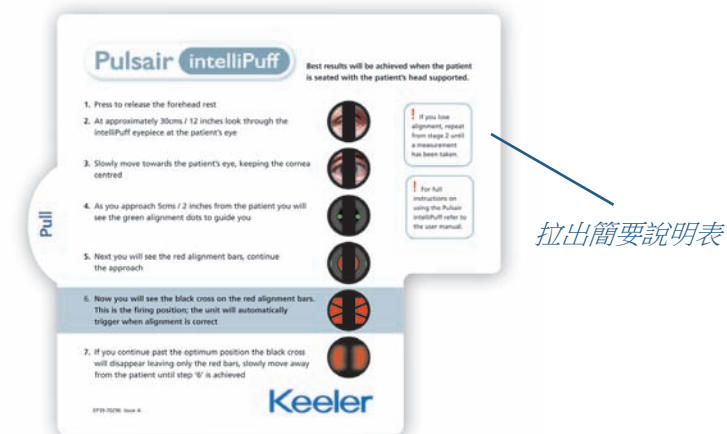 Pulsair intelliPuff
Best results will be achieved when the patient
is seated with the patient's head supported.
1. Press to release the forehead rest
2. At approximately 30cms / 12 inches look through the
intelliPuff eyepiece at the patient's eye
3. Slowly move towards the patient's eye, keeping the cornea
centred
4. As you approach 5cms / 2 inches from the patient you will
see the green alignment dots to guide you
5. Next you will see the red alignment bars, continue
the approach
6. Now you will see the black cross on the red alignment bars.
This is the firing position; the unit will automatically
trigger when alignment is correct
7. If you continue past the optimum position the black cross
will disappear leaving only the red bars, slowly move away
from the patient until step '6' is achieved
! If you lose
alignment, repeat
from stage 2 until
a measurement
has been taken.
! For full
instructions on
using the Pulsair
intelliPuff refer to
the user manual.
Pull
拉出簡要說明表
EP59-70296 Issue A
Keeler